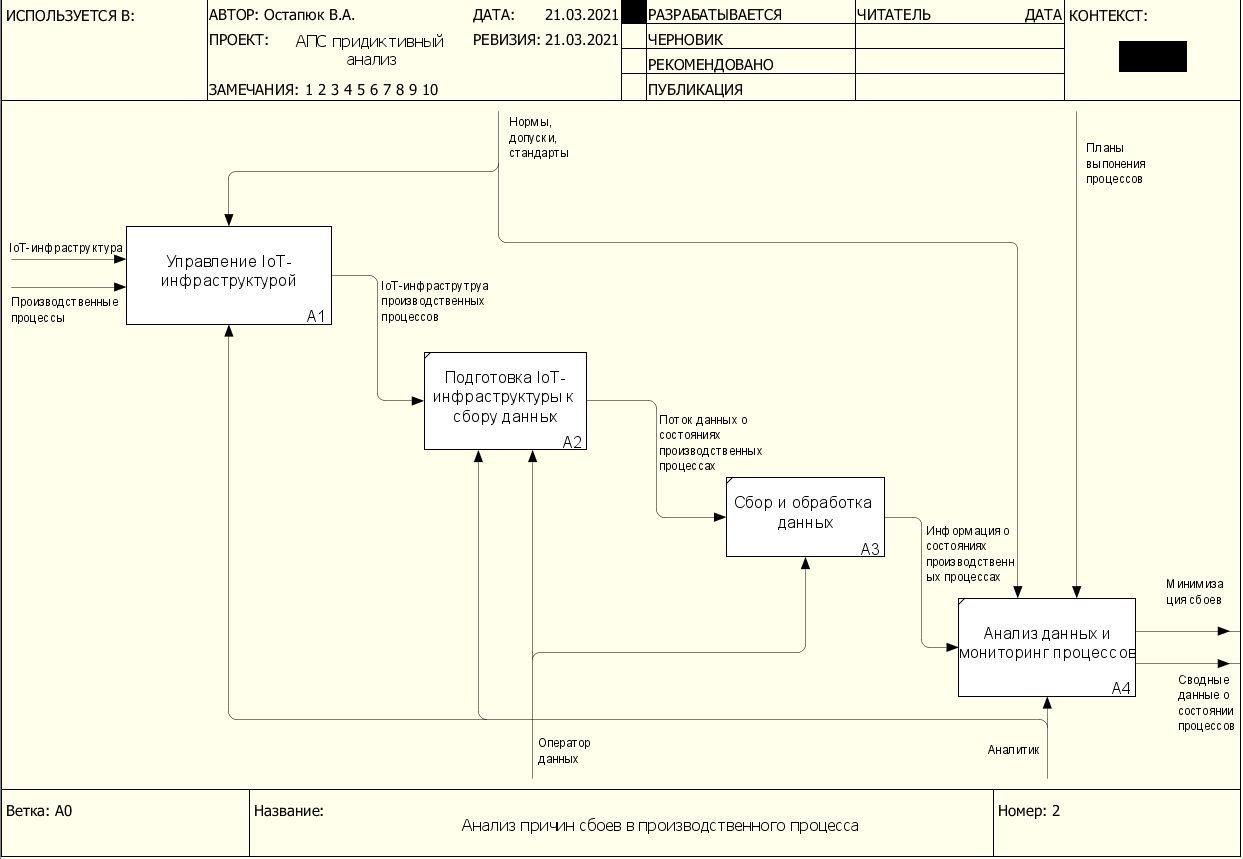 ИСПОЛЬЗУЕТСЯ В:
АВТОР: Остапюк В.А.
ДАТА: 21.03.2021
ПРОЕКТ: АПС придиктивный
анализ
РЕВИЗИЯ: 21.03.2021
ЗАМЕЧАНИЯ: 1 2 3 4 5 6 7 8 9 10
РАЗРАБАТЫВАЕТСЯ
ЧЕРНОВИК
РЕКОМЕНДОВАНО
ПУБЛИКАЦИЯ
ЧИТАТЕЛЬ ДАТА
КОНТЕКСТ:
Нормы,
допуски,
стандарты
Планы
выпонения
процессов
IoT-инфраструктура
Производственные
процессы
Управление IoT-
инфраструктурой
A1
IoT-инфраструтруа
производственных
процессов
Подготовка IoT-
инфраструктуры к
сбору данных
A2
Поток данных о
состояниях
производственных
процессах
Сбор и обработка
данных
A3
Информация о
состояниях
производственн
ых процессах
Анализ данных и
мониторинг процессов
A4
Минимиза
ция сбоев
Сводные
данные о
состоянии
процессов
Оператор
данных
Аналитик
Ветка: A0
Название:
Анализ причин сбоев в производственного процесса
Номер: 2